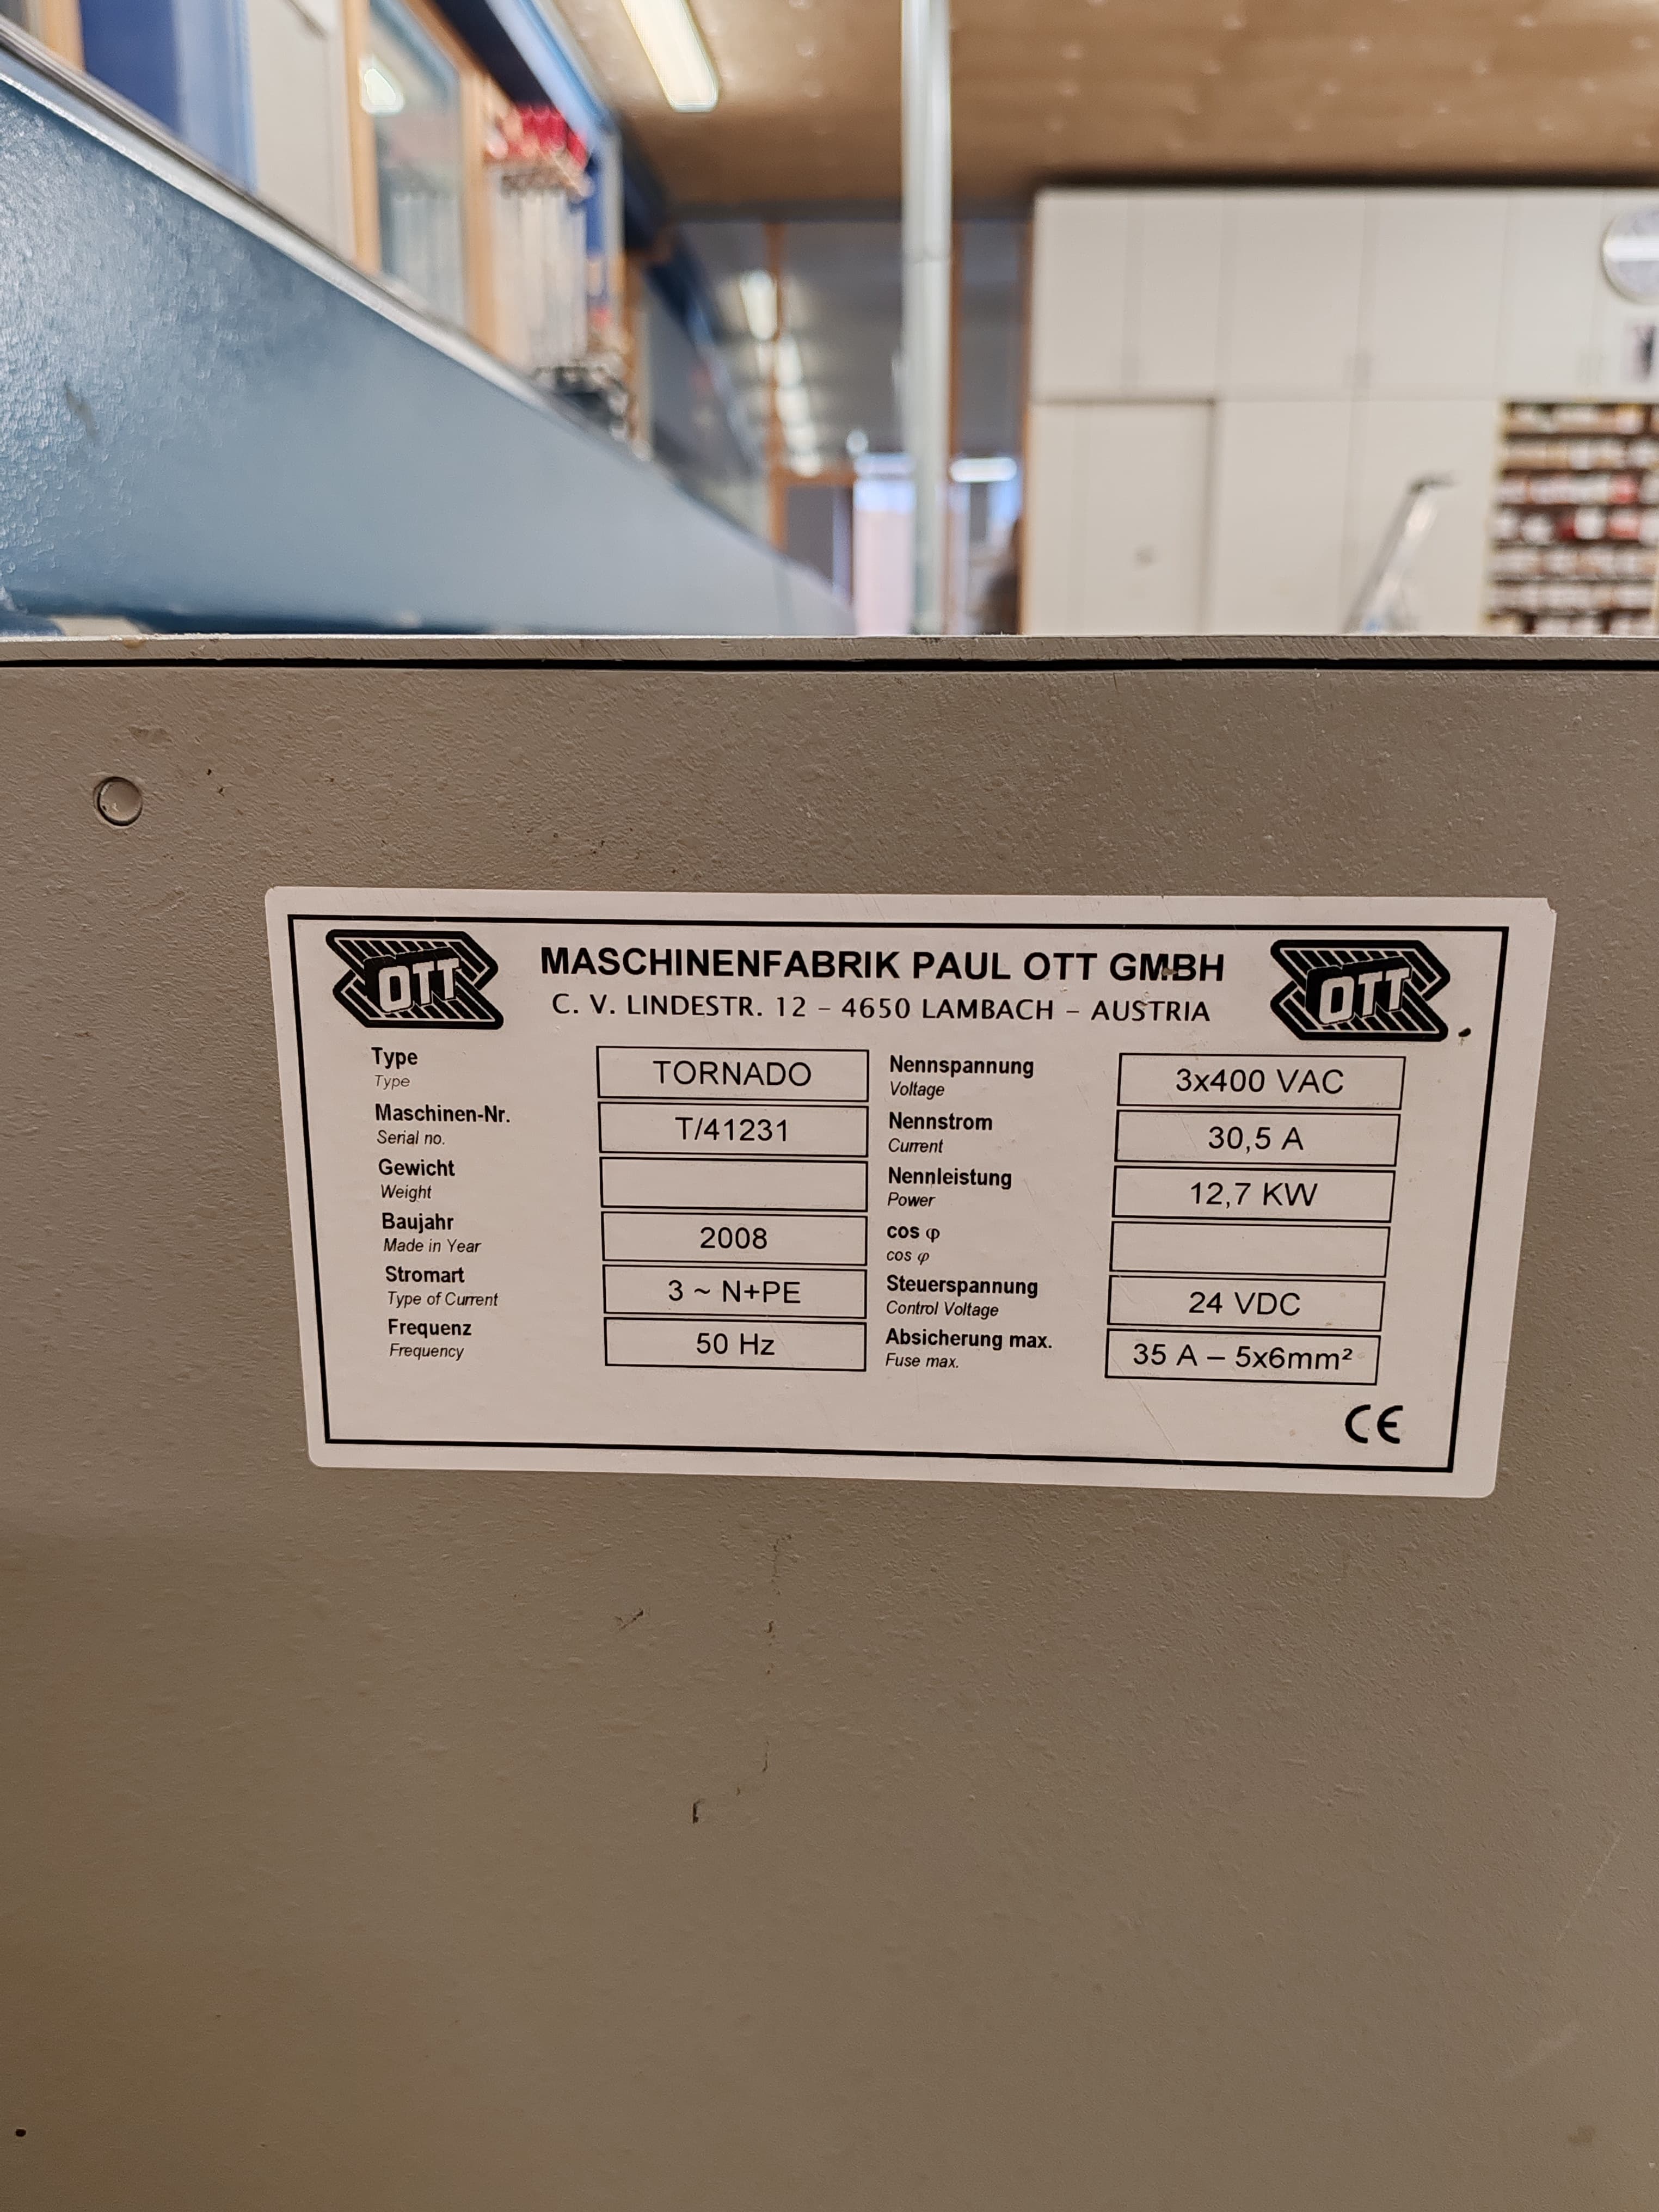 OTT
MASCHINENFABRIK PAUL OTT GMBH
C. V. LINDESTR. 12 – 4650 LAMBACH – AUSTRIA
OTT
Type
Type
TORNADO
Maschinen-Nr.
Serial no.
T/41231
Gewicht
Weight
Baujahr
Made in Year
2008
Stromart
Type of Current
3 ~ N+PE
Frequenz
Frequency
50 Hz
Nennspannung
Voltage
3x400 VAC
Nennstrom
Current
30,5 A
Nennleistung
Power
12,7 KW
cos φ
cos φ
Steuerspannung
Control Voltage
24 VDC
Absicherung max.
Fuse max.
35 A – 5x6mm²
CE